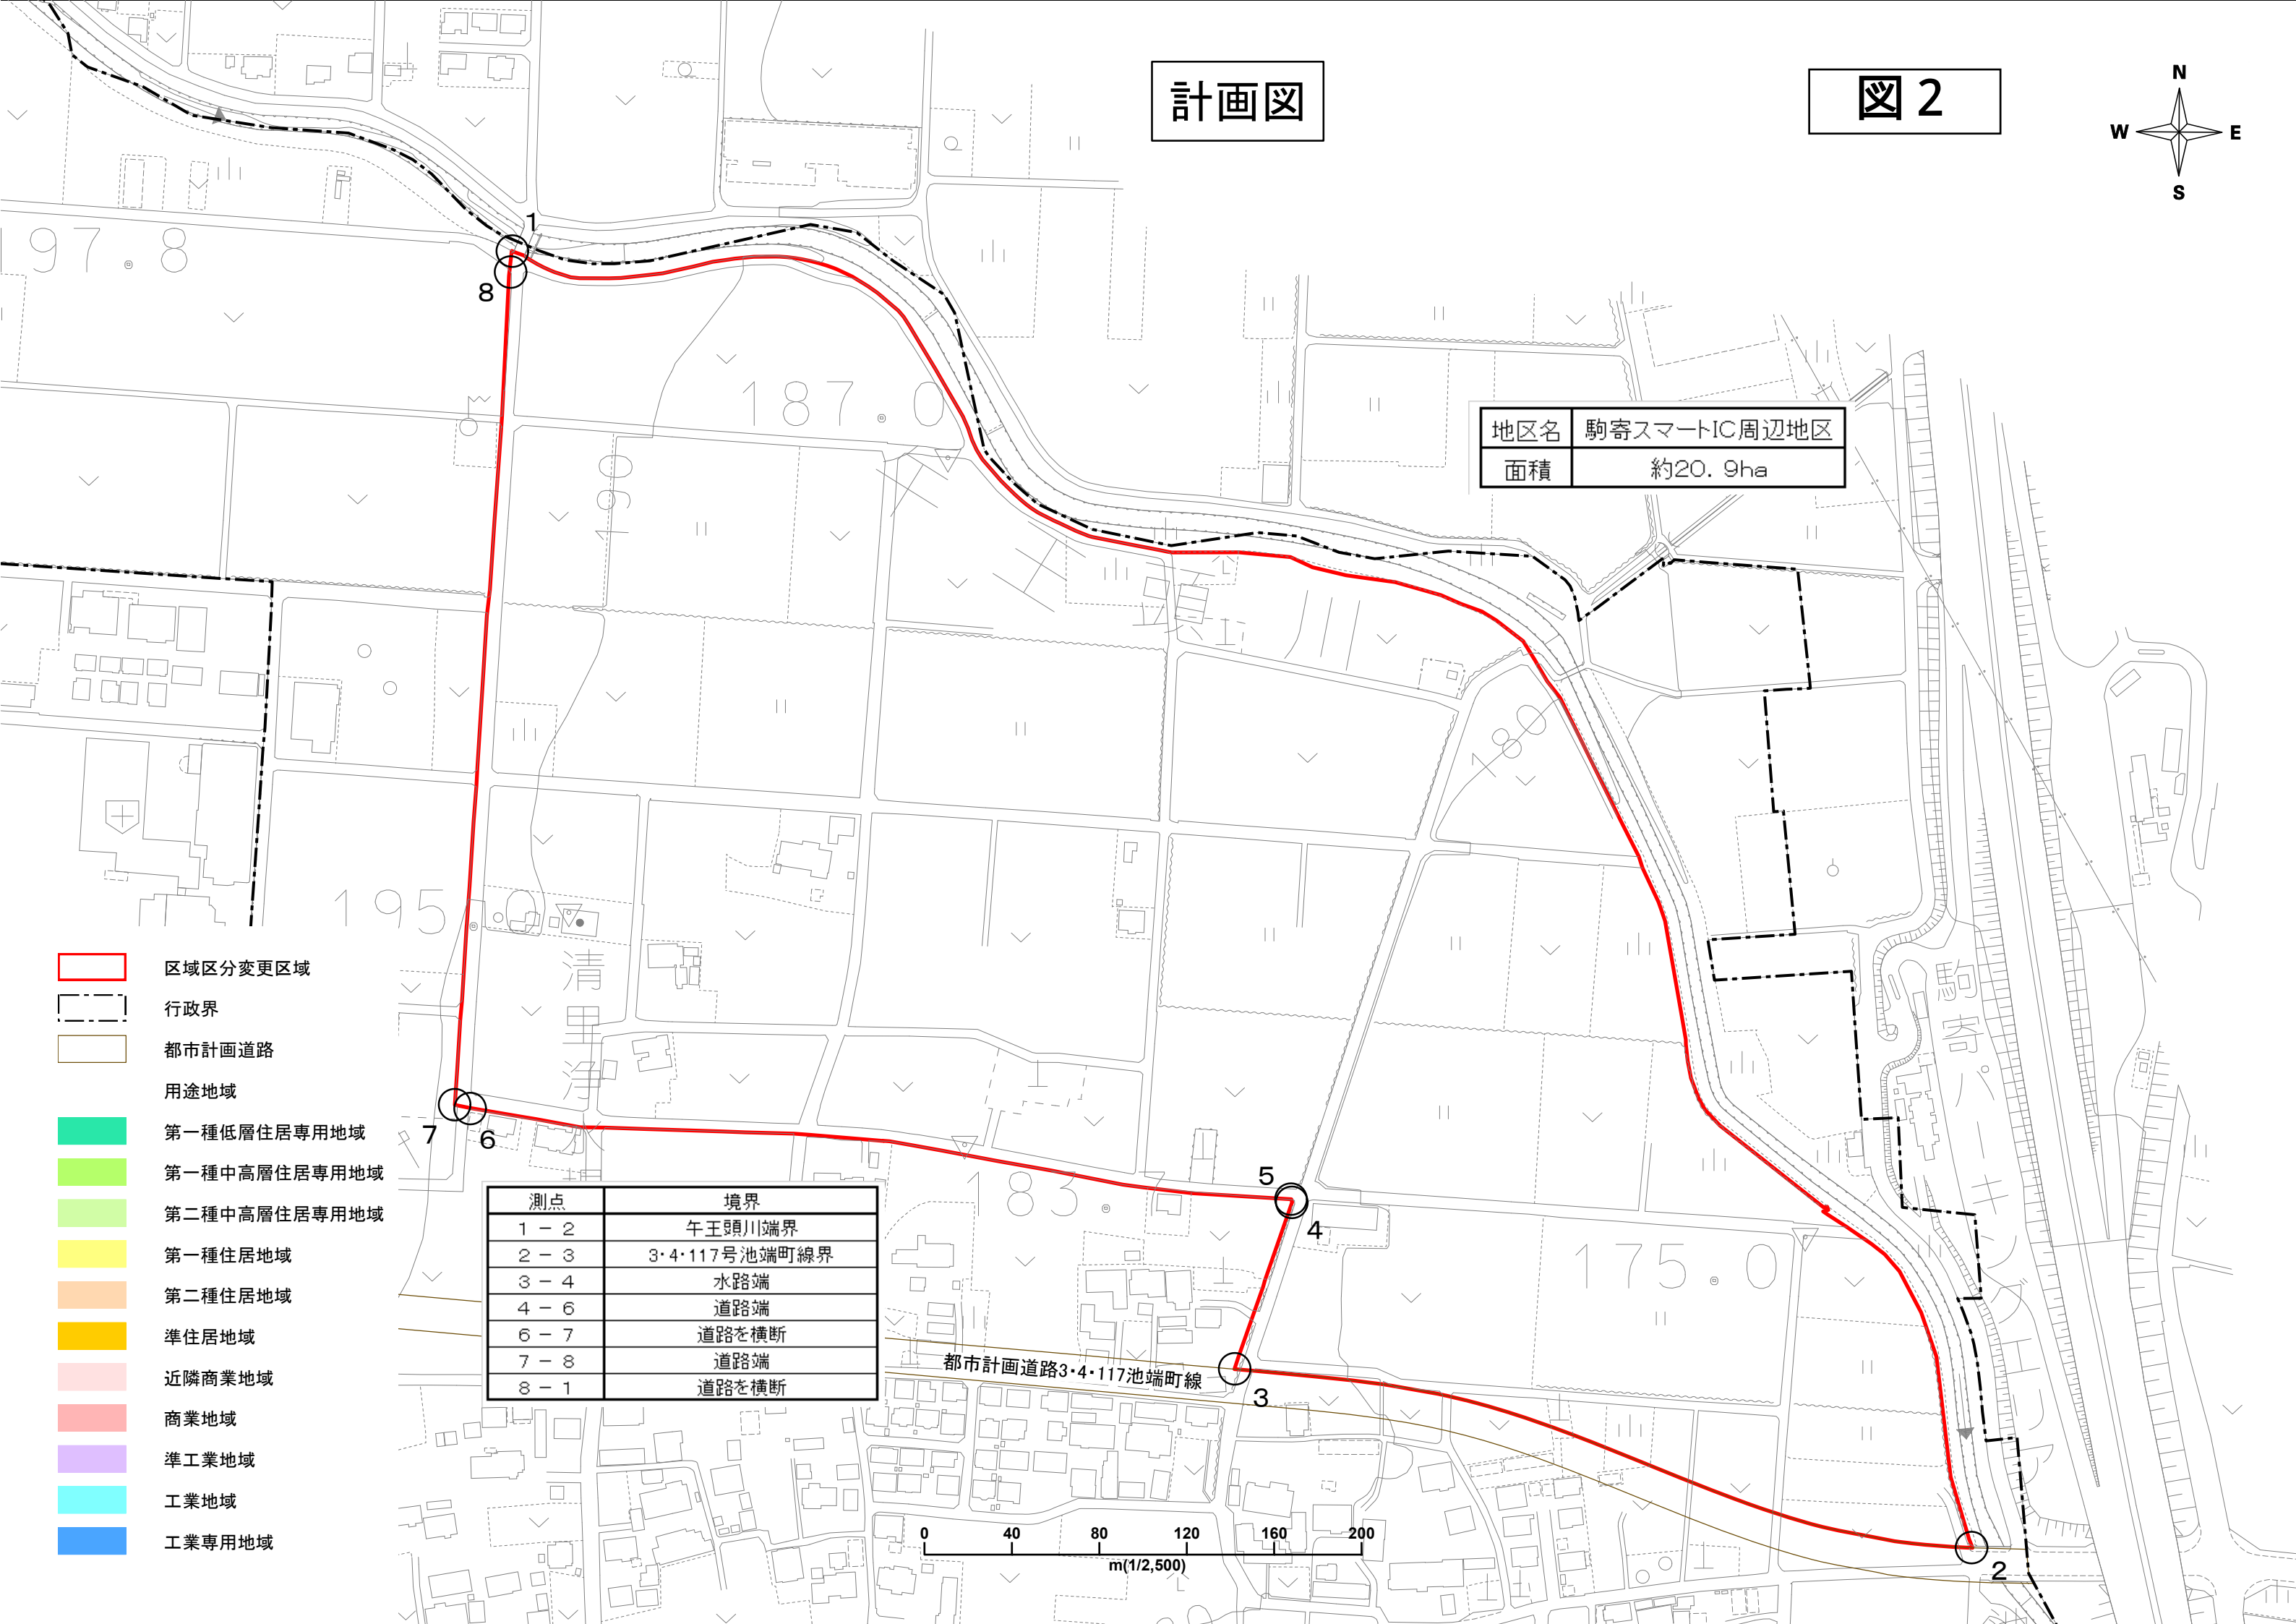 計画図
図2
N
W E
S
1
8
197.8
187.0
190
地区名 駒寄スマートIC周辺地区
面積 約20.9ha
180
195.0
清里
駒寄
区域区分変更区域
行政界
都市計画道路
用途地域
第一種低層住居専用地域
第一種中高層住居専用地域
第二種中高層住居専用地域
第一種住居地域
第二種住居地域
準住居地域
近隣商業地域
商業地域
準工業地域
工業地域
工業専用地域
7
6
5
4
183.7
175.0
測点 境界
1-2 午王頭川端界
2-3 3・4・117号池端町線界
3-4 水路端
4-6 道路端
6-7 道路を横断
7-8 道路端
8-1 道路を横断
都市計画道路3・4・117池端町線
3
2
0 40 80 120 160 200
m(1/2,500)